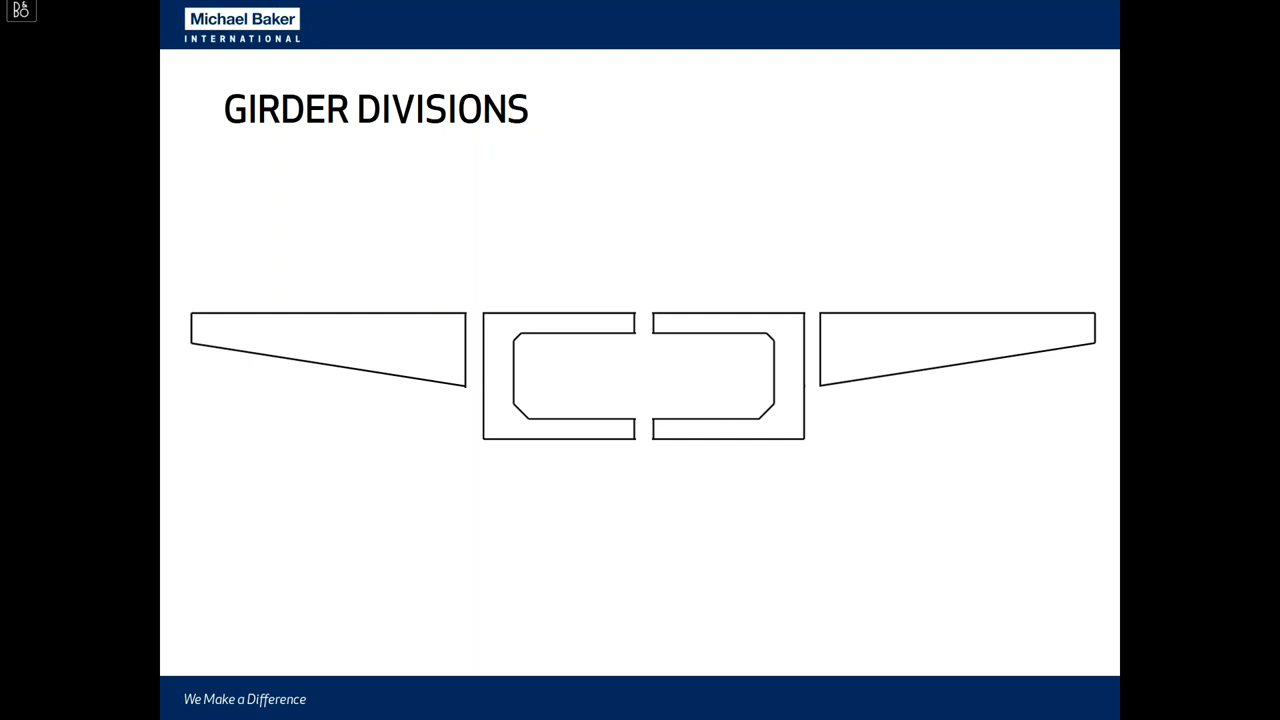 B&O
Michael Baker
INTERNATIONAL
GIRDER DIVISIONS
We Make a Difference